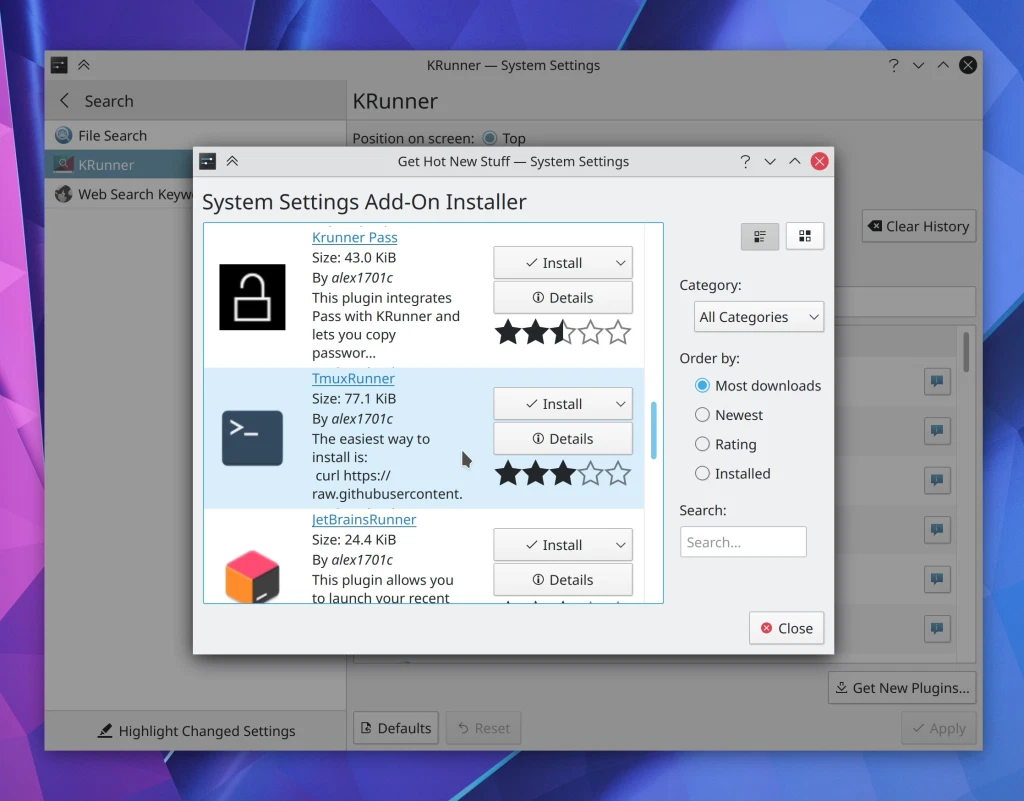 KRunner — System Settings
Search
KRunner
File Search
Position on screen:
Top
KRunner
Web Search Keyw
Clear History
Get Hot New Stuff — System Settings
System Settings Add-On Installer
Krunner Pass
Size: 43.0 KiB
By alex1701c
This plugin integrates
Pass with KRunner and
lets you copy
passwor...
Install
Details
TmuxRunner
Size: 77.1 KiB
By alex1701c
The easiest way to
install is:
curl https://
raw.githubusercontent.
Install
Details
JetBrainsRunner
Size: 24.4 KiB
By alex1701c
This plugin allows you
to launch your recent
Install
Details
Category:
All Categories
Order by:
Most downloads
Newest
Rating
Installed
Search:
Search...
Close
Get New Plugins...
Highlight Changed Settings
Defaults
Reset
Apply